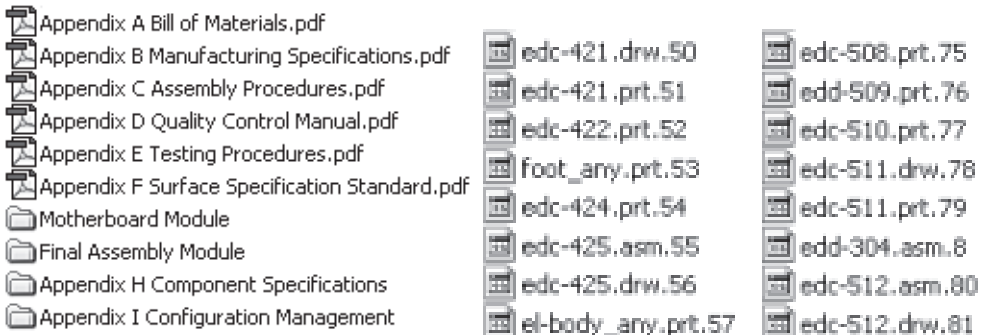 Appendix A Bill of Materials.pdf
Appendix B Manufacturing Specifications.pdf
Appendix C Assembly Procedures.pdf
Appendix D Quality Control Manual.pdf
Appendix E Testing Procedures.pdf
Appendix F Surface Specification Standard.pdf
Motherboard Module
Final Assembly Module
Appendix H Component Specifications
Appendix I Configuration Management
edc-421.drw.50
edc-421.prt.51
edc-422.prt.52
foot_any.prt.53
edc-424.prt.54
edc-425.asm.55
edc-425.drw.56
el-body_any.prt.57
edc-508.prt.75
edd-509.prt.76
edc-510.prt.77
edc-511.drw.78
edc-511.prt.79
edd-304.asm.8
edc-512.asm.80
edc-512.drw.81